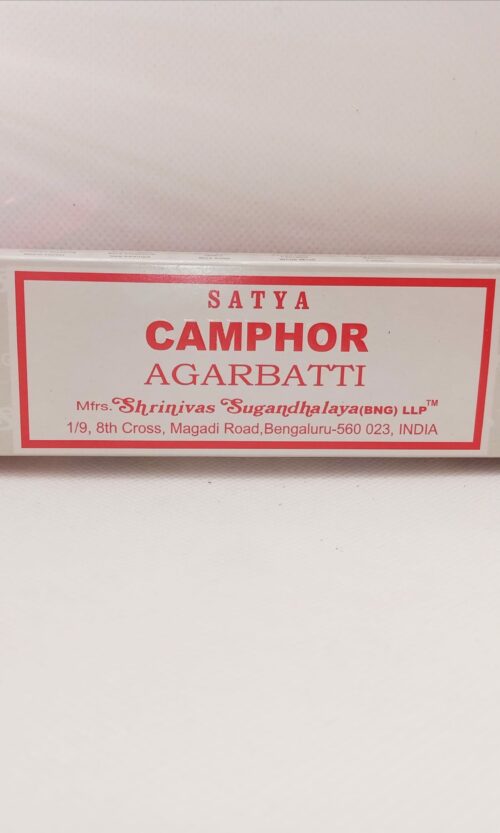 SATYA
CAMPHOR
AGARBATTI
Mfrs. Shrinivas Sugandhalaya (BNG) LLP™
1/9, 8th Cross, Magadi Road,Bengaluru-560 023, INDIA